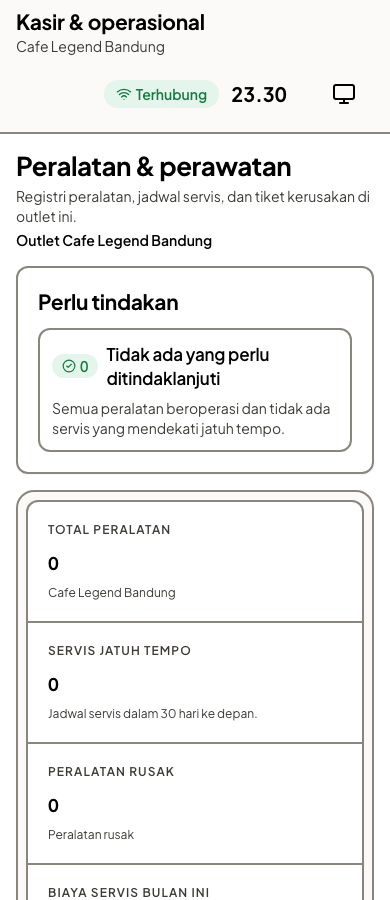 Kasir & operasional
Cafe Legend Bandung
Terhubung
23.30
Peralatan & perawatan
Registri peralatan, jadwal servis, dan tiket kerusakan di
outlet ini.
Outlet Cafe Legend Bandung
Perlu tindakan
0
Tidak ada yang perlu
ditindaklanjuti
Semua peralatan beroperasi dan tidak ada
servis yang mendekati jatuh tempo.
TOTAL PERALATAN
0
Cafe Legend Bandung
SERVIS JATUH TEMPO
0
Jadwal servis dalam 30 hari ke depan.
PERALATAN RUSAK
0
Peralatan rusak
BIAYA SERVIS BULAN INI